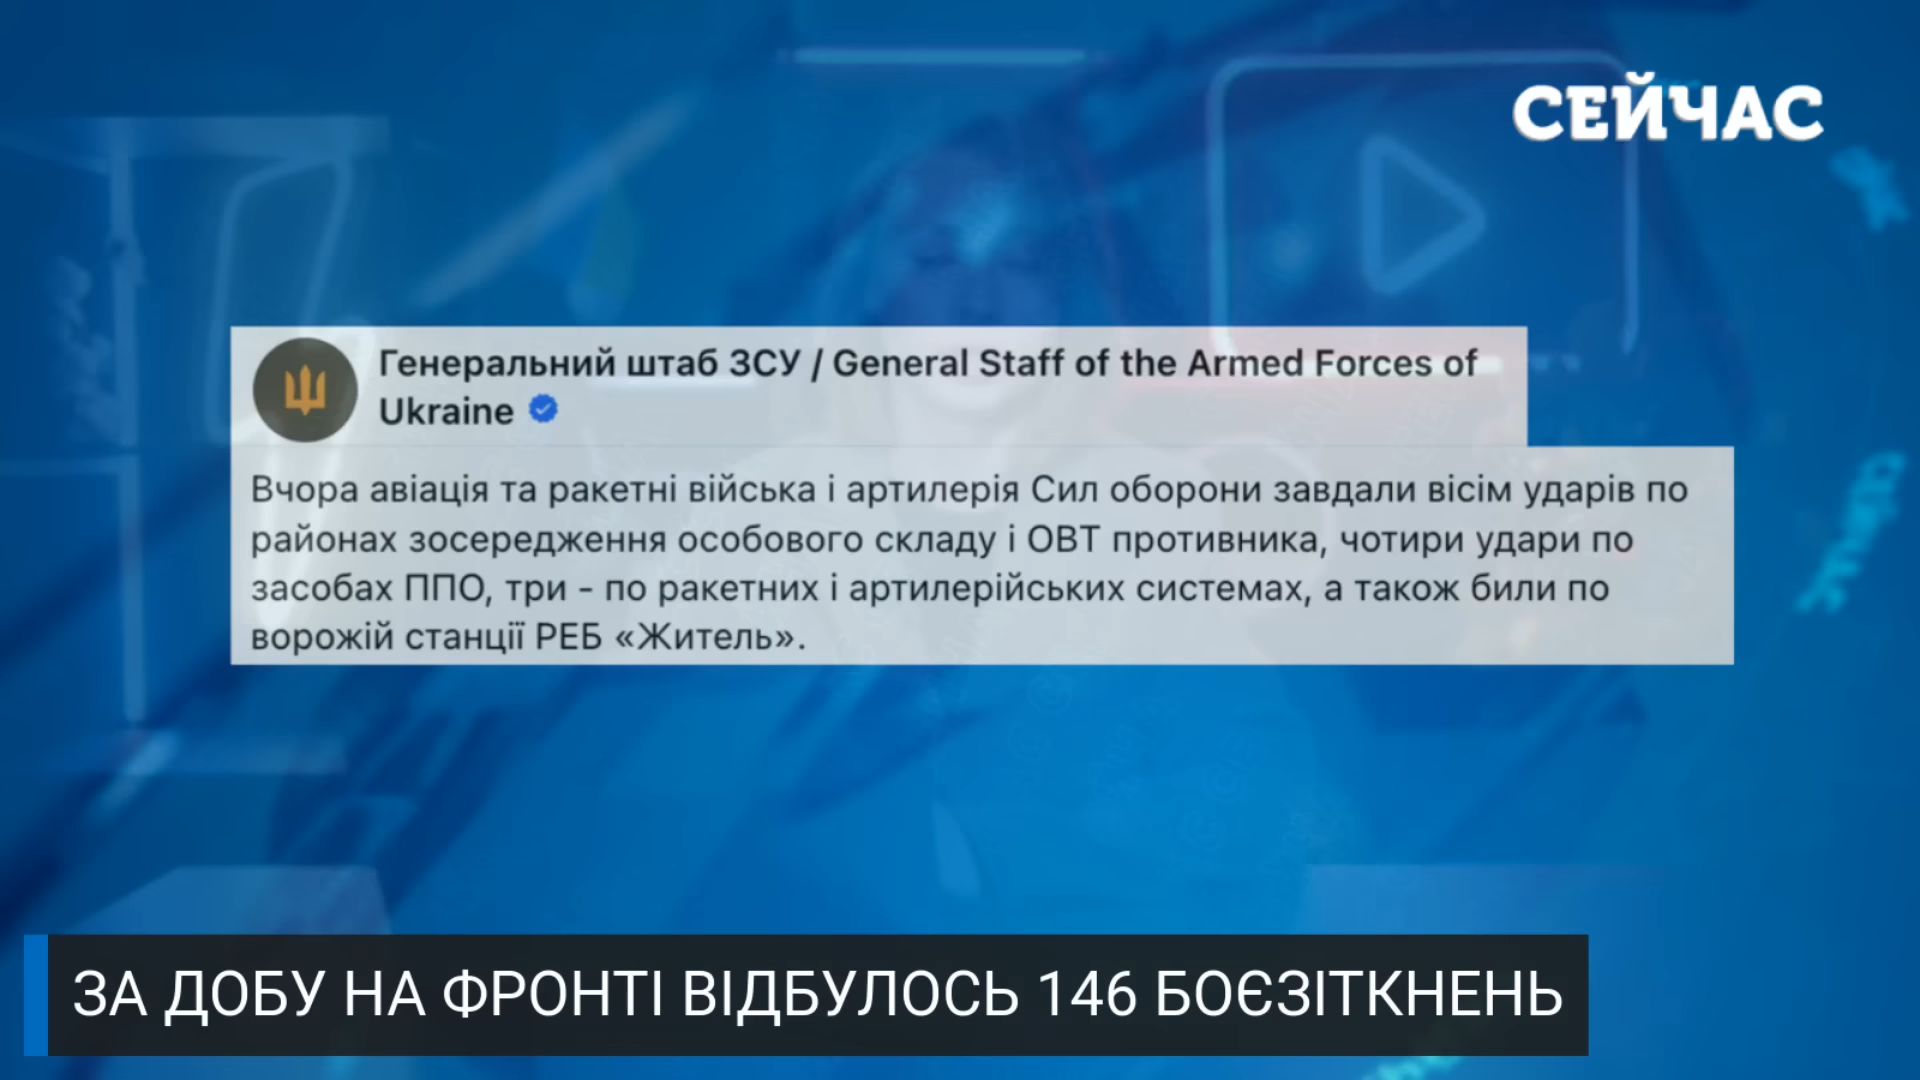 СЕЙЧАС
Генеральний штаб ЗСУ / General Staff of the Armed Forces of
Ukraine
Вчора авіація та ракетні війська і артилерія Сил оборони завдали вісім ударів по
районах зосередження особового складу і ОВТ противника, чотири удари по
засобах ППО, три - по ракетних і артилерійських системах, а також били по
ворожій станції РЕБ «Житель».
ЗА ДОБУ НА ФРОНТІ ВІДБУЛОСЬ 146 БОЄЗІТКНЕНЬ